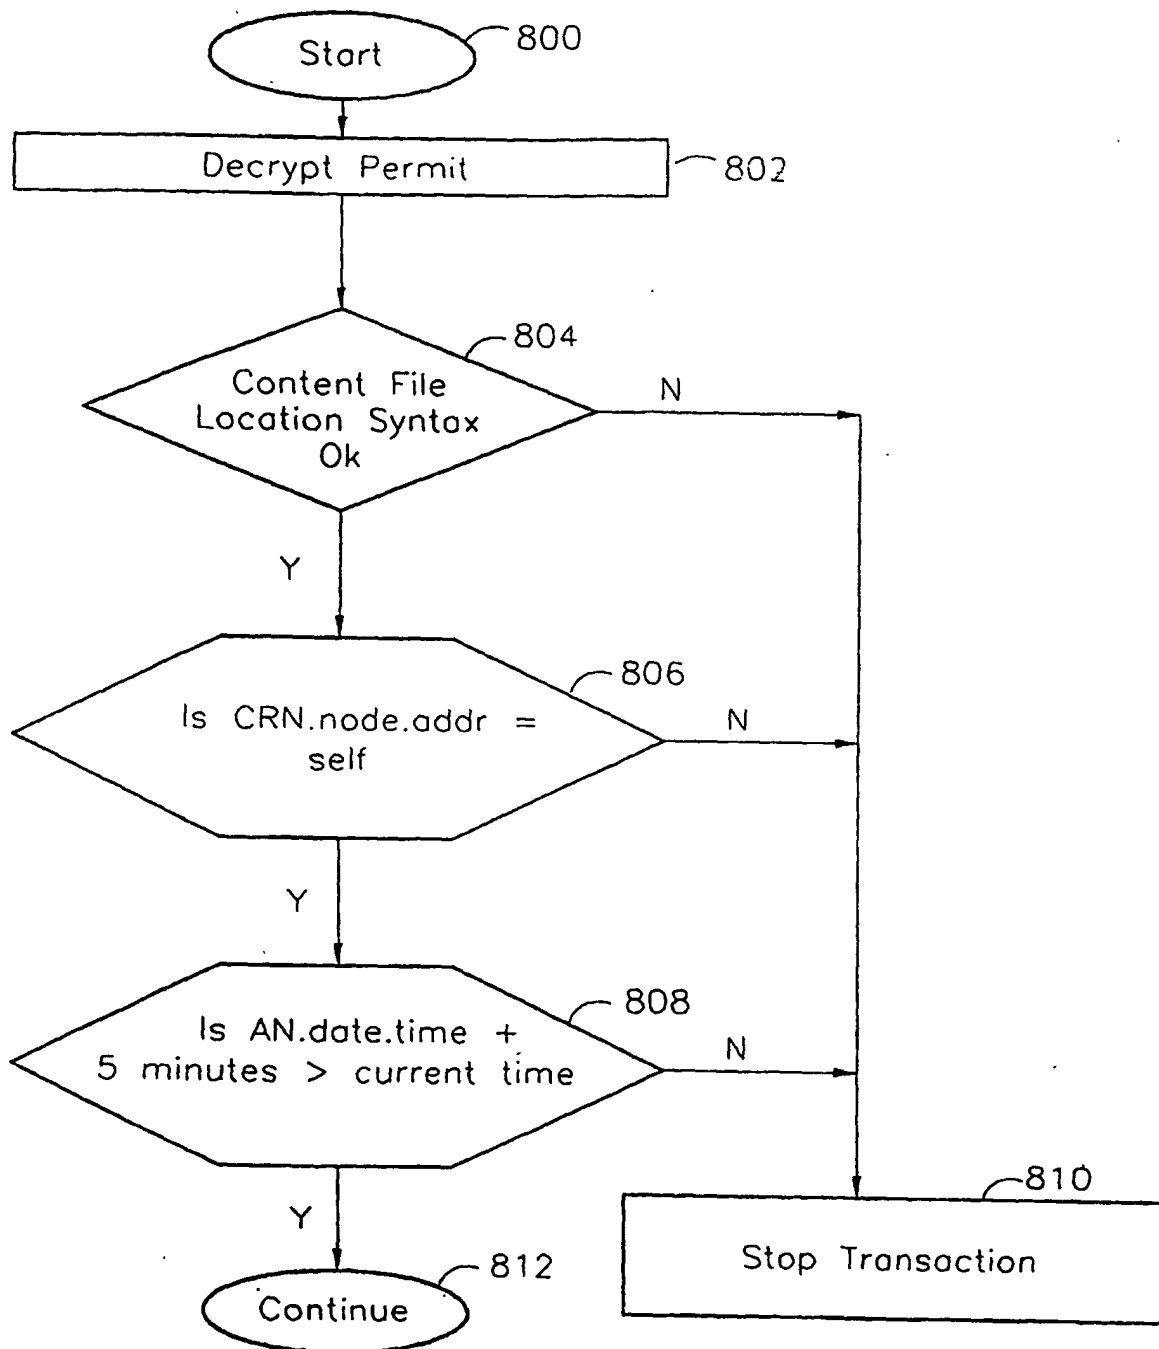 Start
800
Decrypt Permit
802
804
Content File
Location Syntax
Ok
N
Y
806
Is CRN.node.addr =
self
N
Y
808
Is AN.date.time +
5 minutes > current time
N
Y
810
Stop Transaction
812
Continue